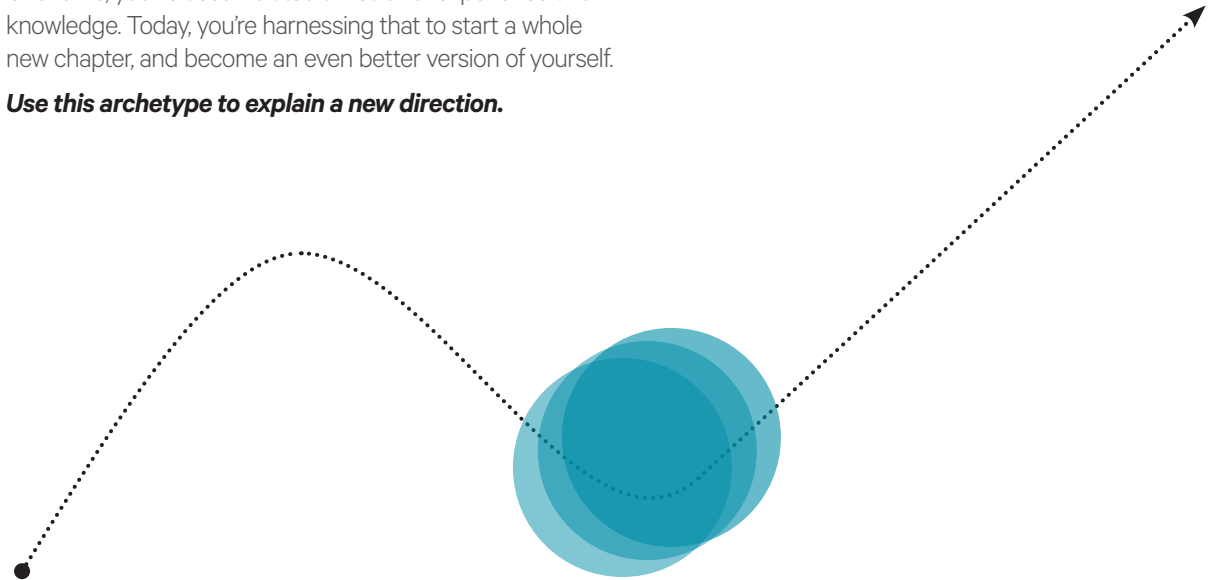 knowledge. Today, you're harnessing that to start a whole
new chapter, and become an even better version of yourself.
Use this archetype to explain a new direction.